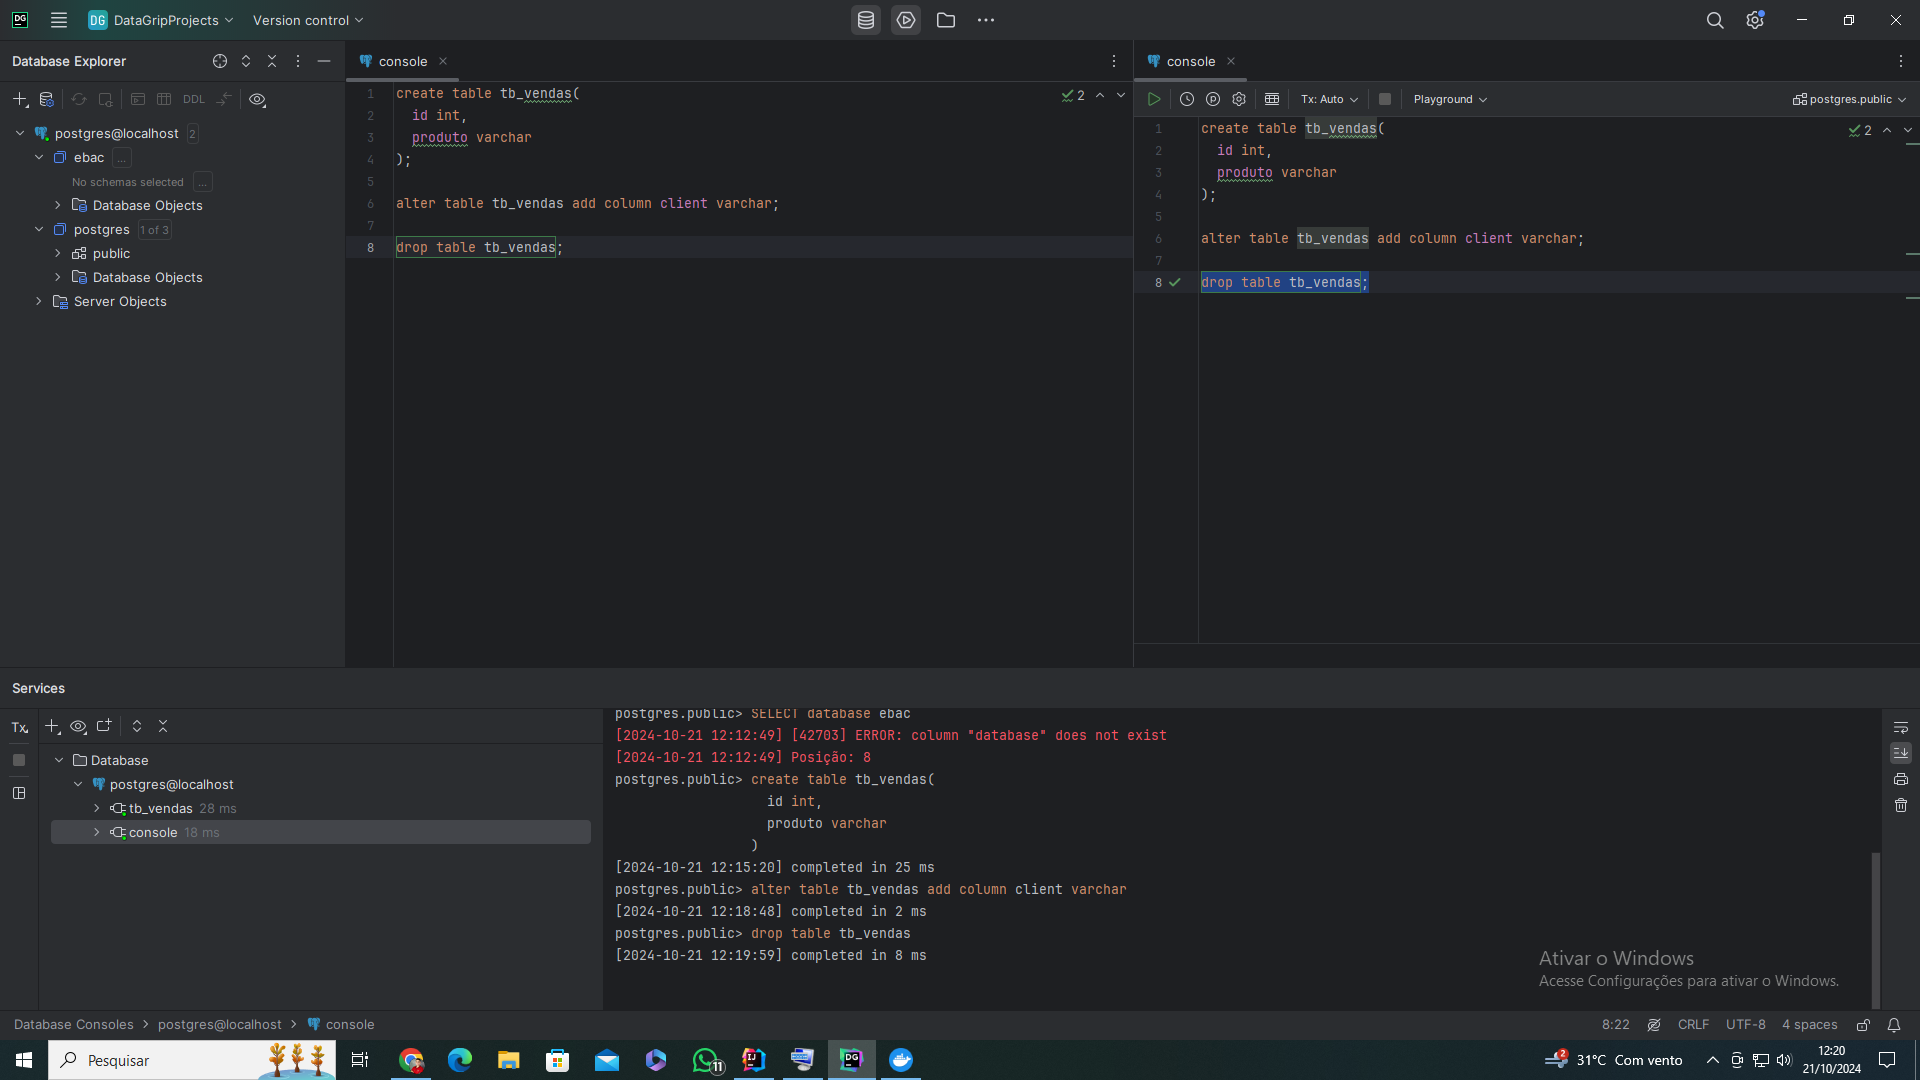 DG DataGripProjects Version control
Database Explorer
DDL
postgres@localhost 2
ebac ...
No schemas selected ...
Database Objects
postgres 1 of 3
public
Database Objects
Server Objects
console
1 create table tb_vendas(
2 id int,
3 produto varchar
4 );
5
6 alter table tb_vendas add column client varchar;
7
8 drop table tb_vendas;
2
console
Tx: Auto Playground postgres.public
1 create table tb_vendas(
2 id int,
3 produto varchar
4 );
5
6 alter table tb_vendas add column client varchar;
7
8 drop table tb_vendas;
2
Services
Tx
Database
postgres@localhost
tb_vendas 28 ms
console 18 ms
postgres.public> SELECT database ebac
[2024-10-21 12:12:49] [42703] ERROR: column "database" does not exist
[2024-10-21 12:12:49] Posição: 8
postgres.public> create table tb_vendas(
id int,
produto varchar
)
[2024-10-21 12:15:20] completed in 25 ms
postgres.public> alter table tb_vendas add column client varchar
[2024-10-21 12:18:48] completed in 2 ms
postgres.public> drop table tb_vendas
[2024-10-21 12:19:59] completed in 8 ms
Ativar o Windows
Acesse Configurações para ativar o Windows.
Database Consoles > postgres@localhost > console
8:22 CRLF UTF-8 4 spaces
Pesquisar
11
DG
2 31°C Com vento
12:20
21/10/2024